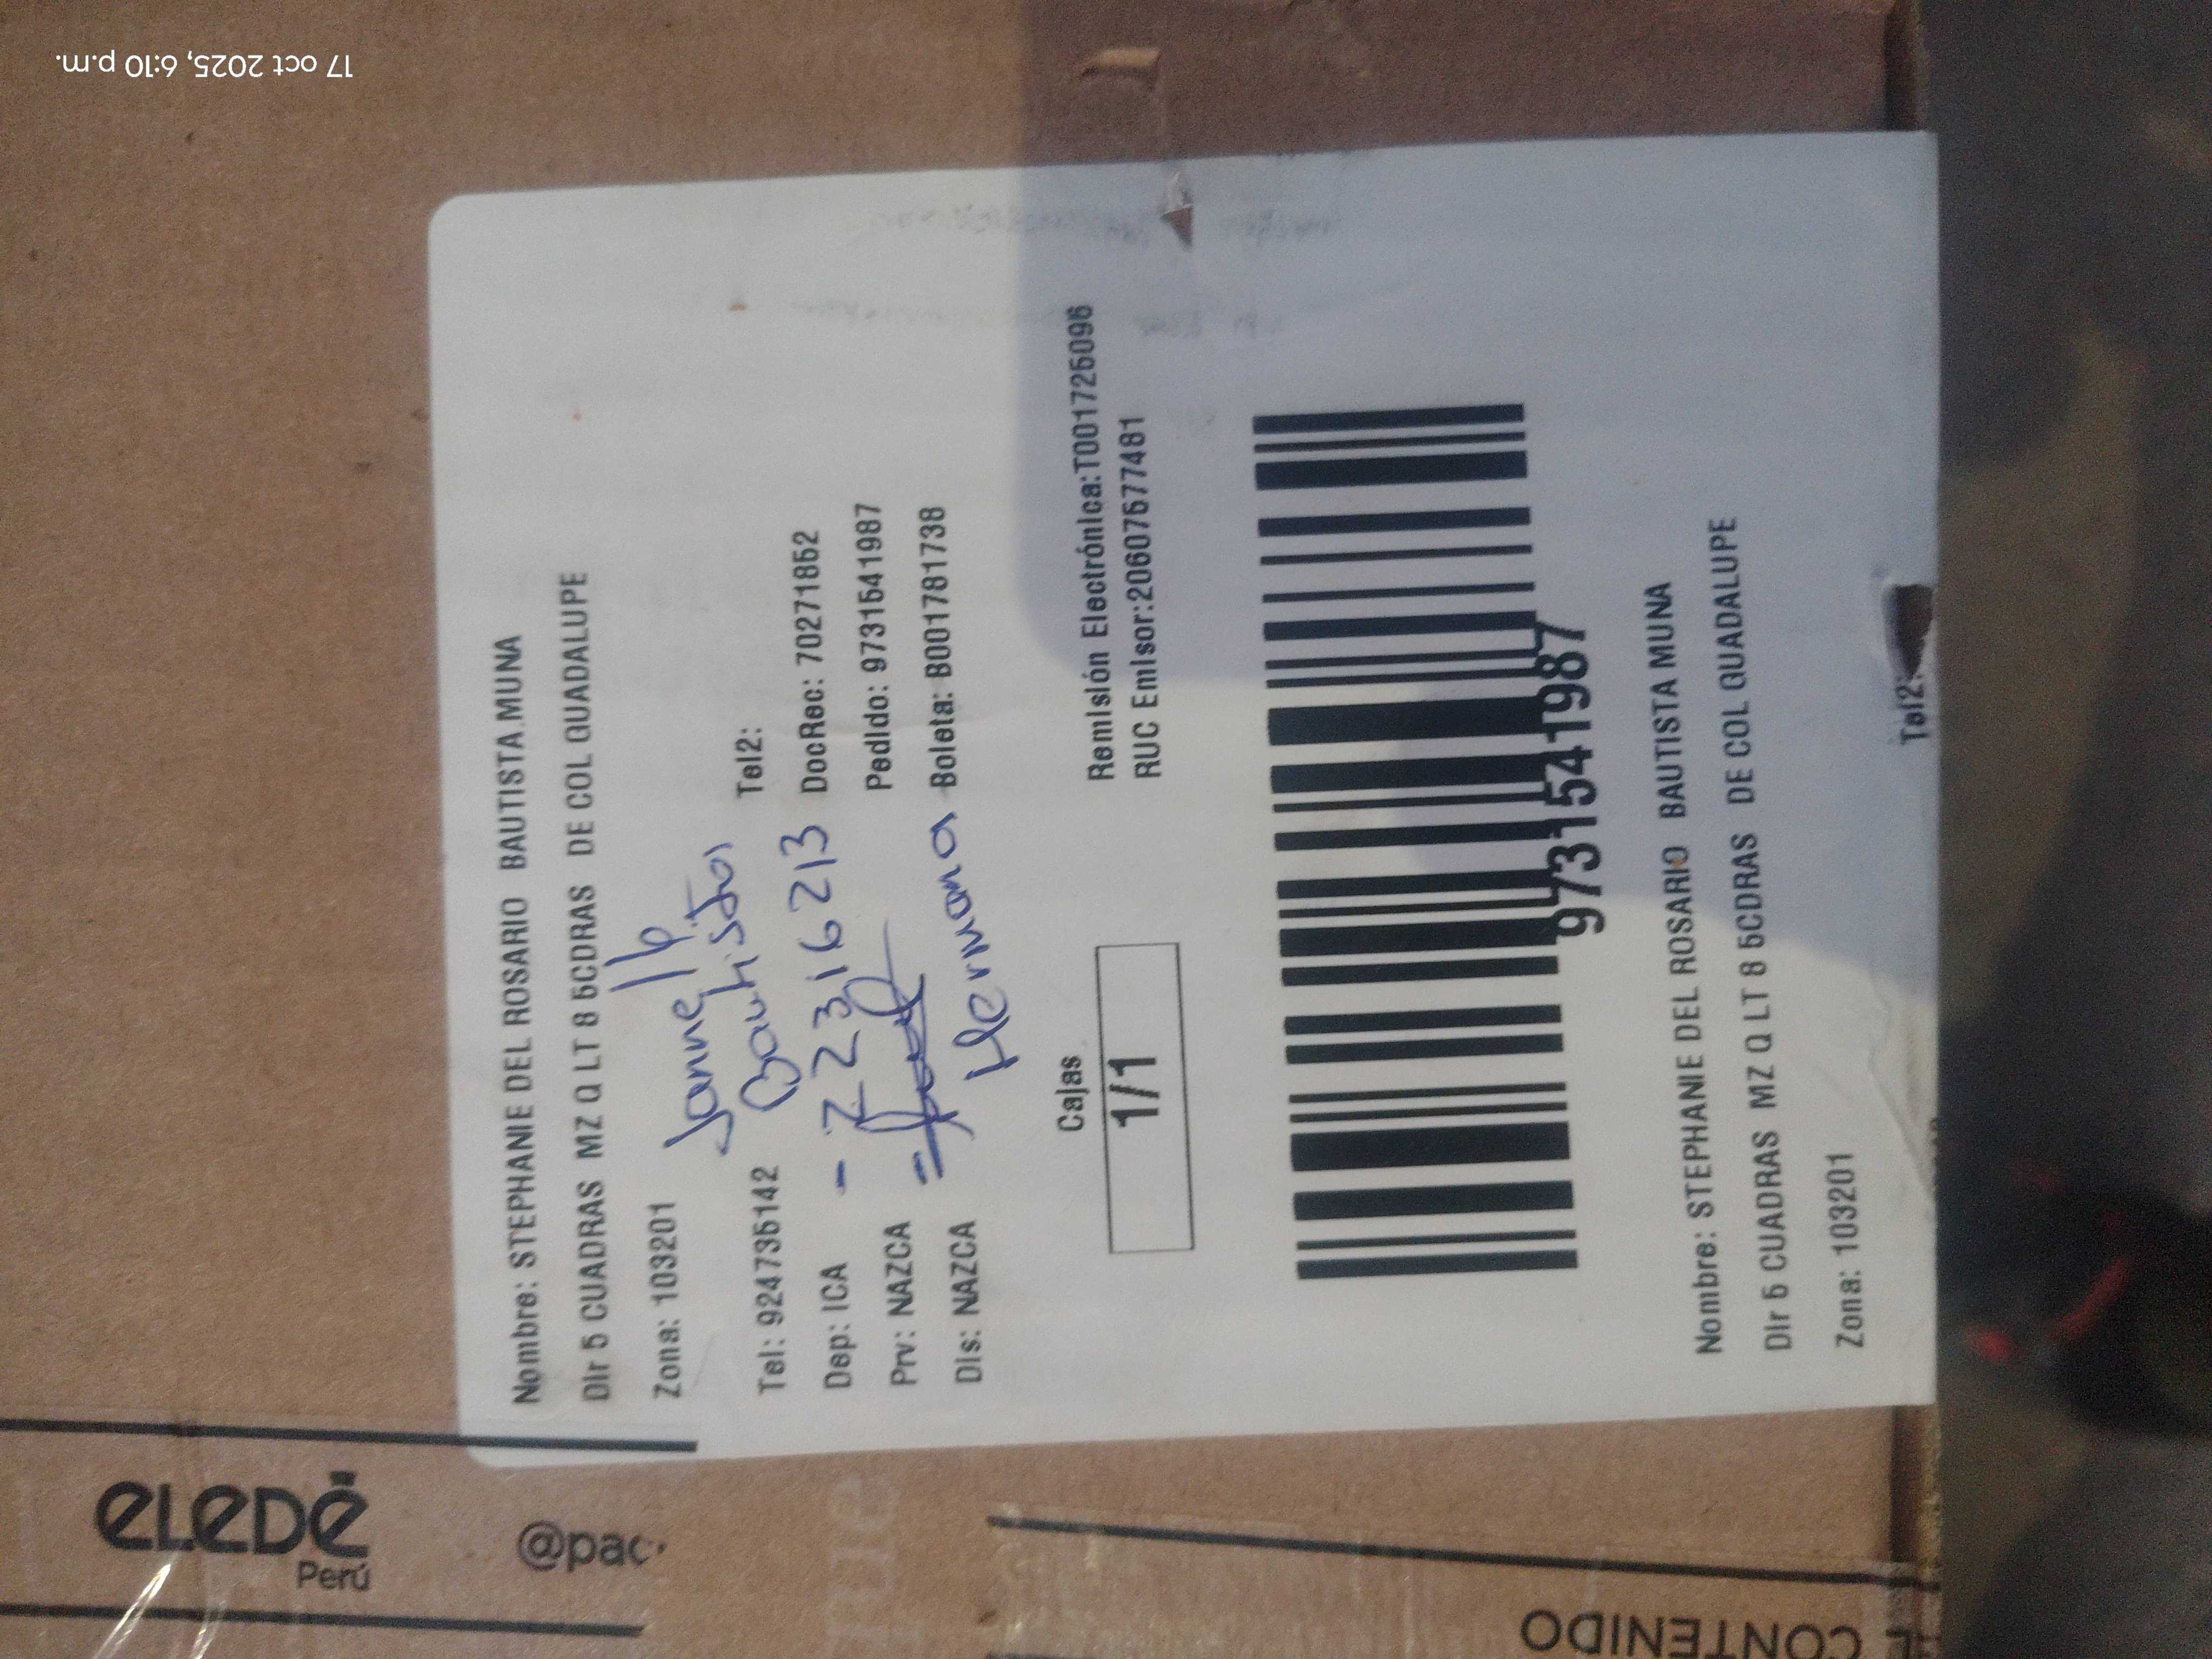 17 oct 2025, 6:10 p.m.
Nombre: STEPHANIE DEL ROSARIO BAUTISTA MUNA
DIr 5 CUADRAS MZ Q LT 8 5CDRAS DE COL QUADALUPE
Zona: 103201
Tel: 924735142 Tel2:
Dep: ICA DocRec: 70271852
Prv: NAZCA Pedido: 9731541987
Dis: NAZCA Boleta: B001781738
Bautista
- 72316213
Hermana
Cajas
1/1
Remisión Electrónica:T001725096
RUC Emisor:20607577481
9731541987
Nombre: STEPHANIE DEL ROSARIO BAUTISTA MUNA
DIr 5 CUADRAS MZ Q LT 8 5CDRAS DE COL QUADALUPE
Zona: 103201
Tel2:
eLeDé
Perú
@pac
CONTENIDO